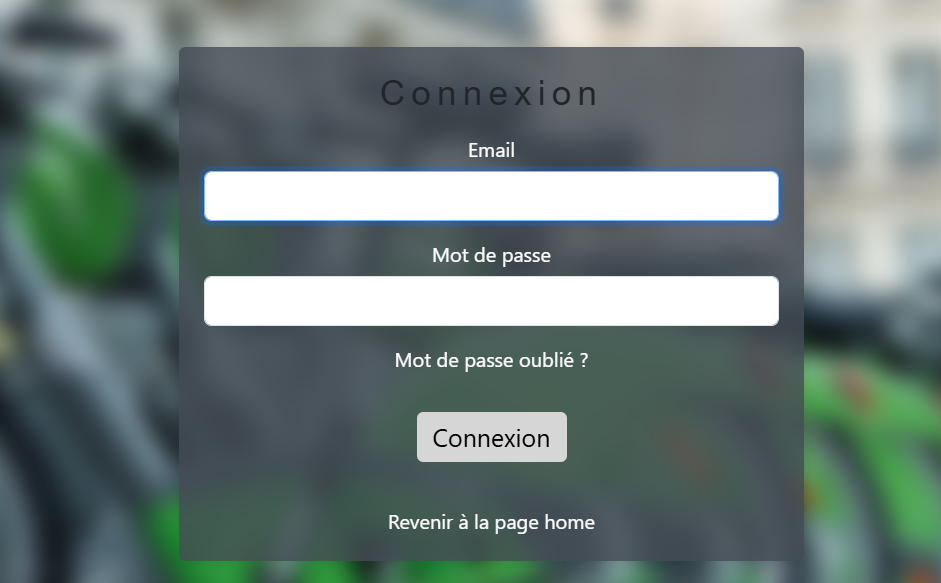 Connexion
Email
Mot de passe
Mot de passe oublié ?
Connexion
Revenir à la page home